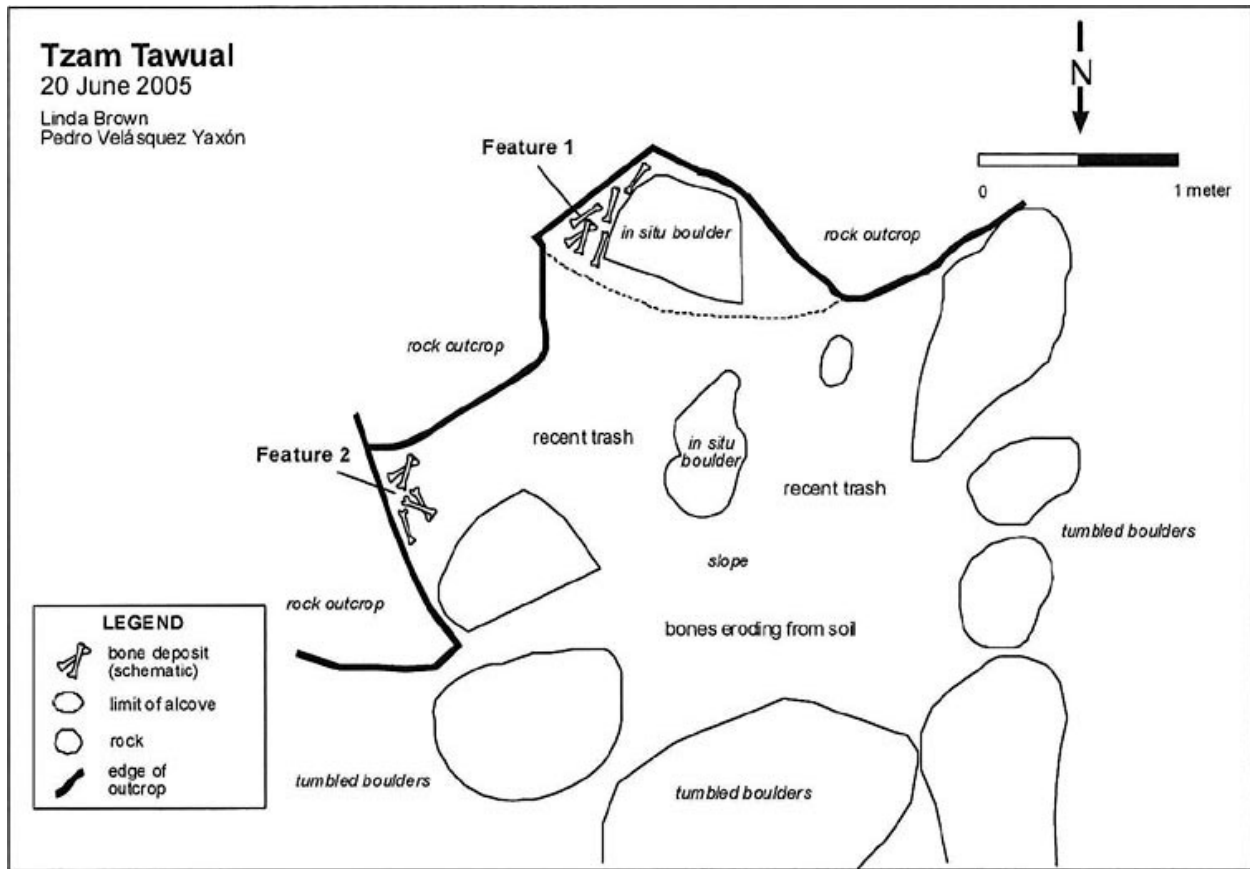 Tzam Tawual
20 June 2005
Linda Brown
Pedro Velásquez Yaxón
N
0
1 meter
Feature 1
in situ boulder
rock outcrop
rock outcrop
recent trash
in situ
boulder
Feature 2
recent trash
tumbled boulders
slope
rock outcrop
bones eroding from soil
LEGEND
bone deposit
(schematic)
limit of alcove
rock
edge of
outcrop
tumbled boulders
tumbled boulders